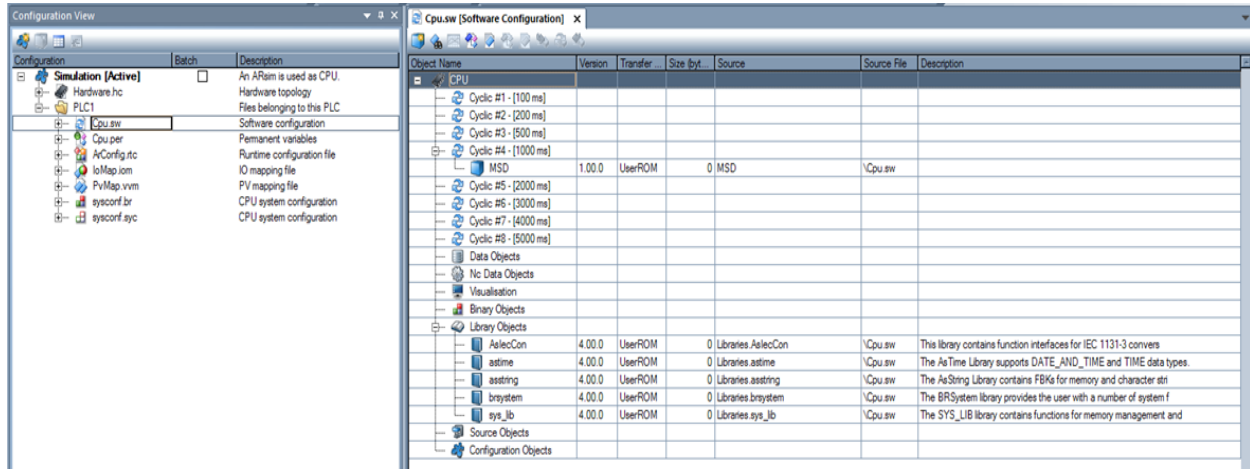 Configuration View
Configuration Batch Description
Simulation [Active] An ARsim is used as CPU.
Hardware.hc Hardware topology
PLC1 Files belonging to this PLC
Cpu.sw Software configuration
Cpu.per Permanent variables
ArConfig.rtc Runtime configuration file
IoMap.iom IO mapping file
PvMap.vvm PV mapping file
sysconf.br CPU system configuration
sysconf.syc CPU system configuration
Cpu.sw [Software Configuration] X
Object Name Version Transfer ... Size (byt... Source Source File Description
CPU
Cyclic #1 - [100 ms]
Cyclic #2 - [200 ms]
Cyclic #3 - [500 ms]
Cyclic #4 - [1000 ms]
MSD 1.00.0 UserROM 0 MSD \Cpu.sw
Cyclic #5 - [2000 ms]
Cyclic #6 - [3000 ms]
Cyclic #7 - [4000 ms]
Cyclic #8 - [5000 ms]
Data Objects
Nc Data Objects
Visualisation
Binary Objects
Library Objects
AsIecCon 4.00.0 UserROM 0 Libraries.AsIecCon \Cpu.sw This library contains function interfaces for IEC 1131-3 convers
astime 4.00.0 UserROM 0 Libraries.astime \Cpu.sw The AsTime Library supports DATE_AND_TIME and TIME data types.
asstring 4.00.0 UserROM 0 Libraries.asstring \Cpu.sw The AsString Library contains FBKs for memory and character stri
brsystem 4.00.0 UserROM 0 Libraries.brsystem \Cpu.sw The BRSystem library provides the user with a number of system f
sys_lib 4.00.0 UserROM 0 Libraries.sys_lib \Cpu.sw The SYS_LIB library contains functions for memory management and
Source Objects
Configuration Objects